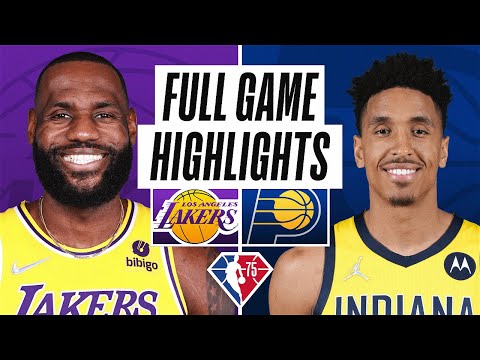 FULL GAME
HIGHLIGHTS
LOS ANGELES
LAKERS
75
bibigo
LAKERS
INDIANA